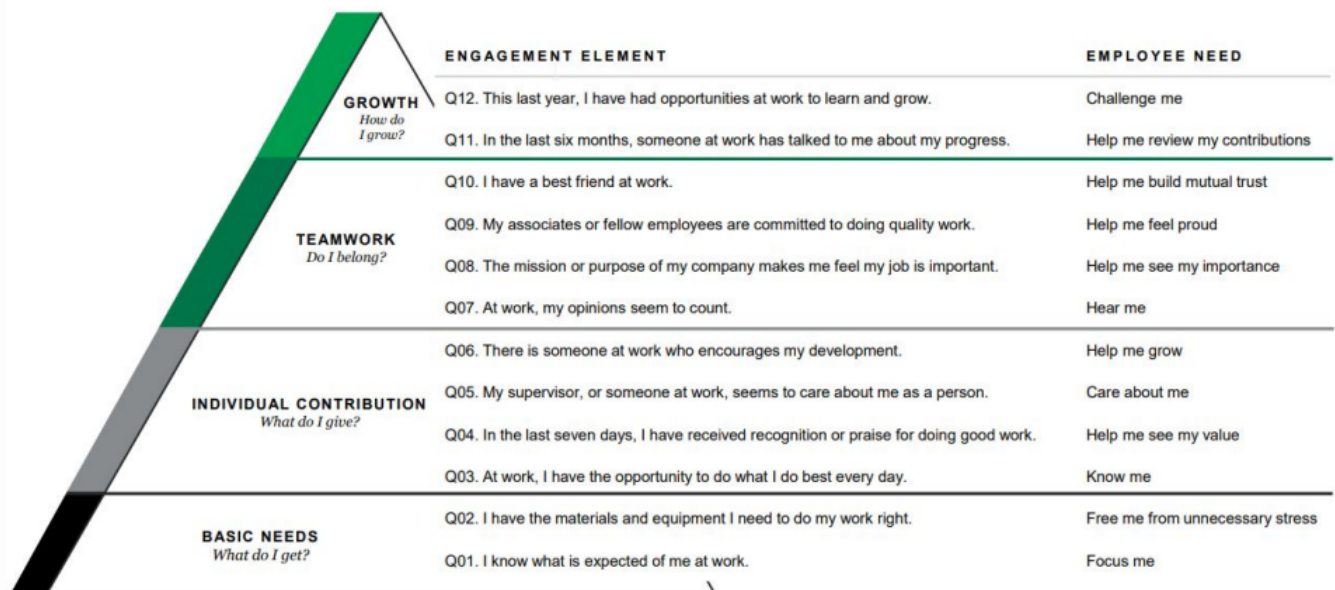 ENGAGEMENT ELEMENT EMPLOYEE NEED
GROWTH
How do
I grow?
Q12. This last year, I have had opportunities at work to learn and grow. Challenge me
Q11. In the last six months, someone at work has talked to me about my progress. Help me review my contributions
TEAMWORK
Do I belong?
Q10. I have a best friend at work. Help me build mutual trust
Q09. My associates or fellow employees are committed to doing quality work. Help me feel proud
Q08. The mission or purpose of my company makes me feel my job is important. Help me see my importance
Q07. At work, my opinions seem to count. Hear me
INDIVIDUAL CONTRIBUTION
What do I give?
Q06. There is someone at work who encourages my development. Help me grow
Q05. My supervisor, or someone at work, seems to care about me as a person. Care about me
Q04. In the last seven days, I have received recognition or praise for doing good work. Help me see my value
Q03. At work, I have the opportunity to do what I do best every day. Know me
BASIC NEEDS
What do I get?
Q02. I have the materials and equipment I need to do my work right. Free me from unnecessary stress
Q01. I know what is expected of me at work. Focus me